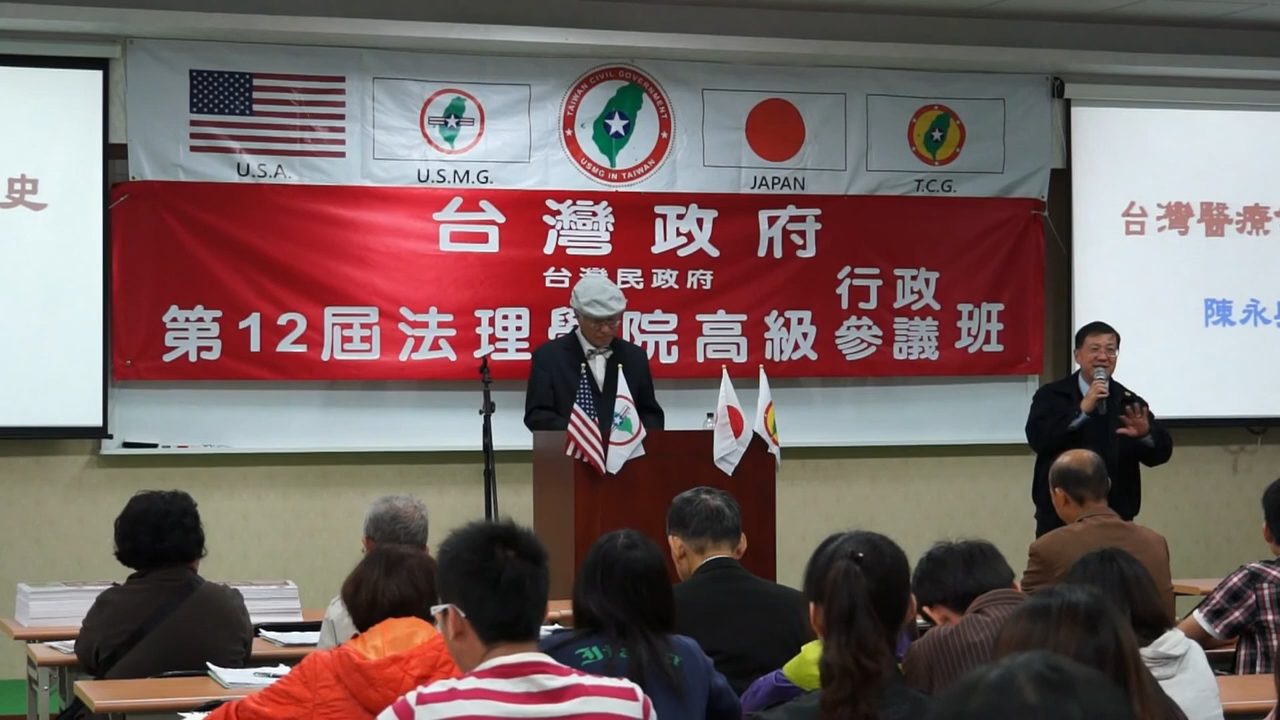 U.S.A.
U.S.M.G.
TAIWAN CIVIL GOVERNMENT
USMG IN TAIWAN
JAPAN
T.C.G.
台灣政府
台灣民政府
第12屆法理學院高級行政參議班
史
台灣醫療
陳永